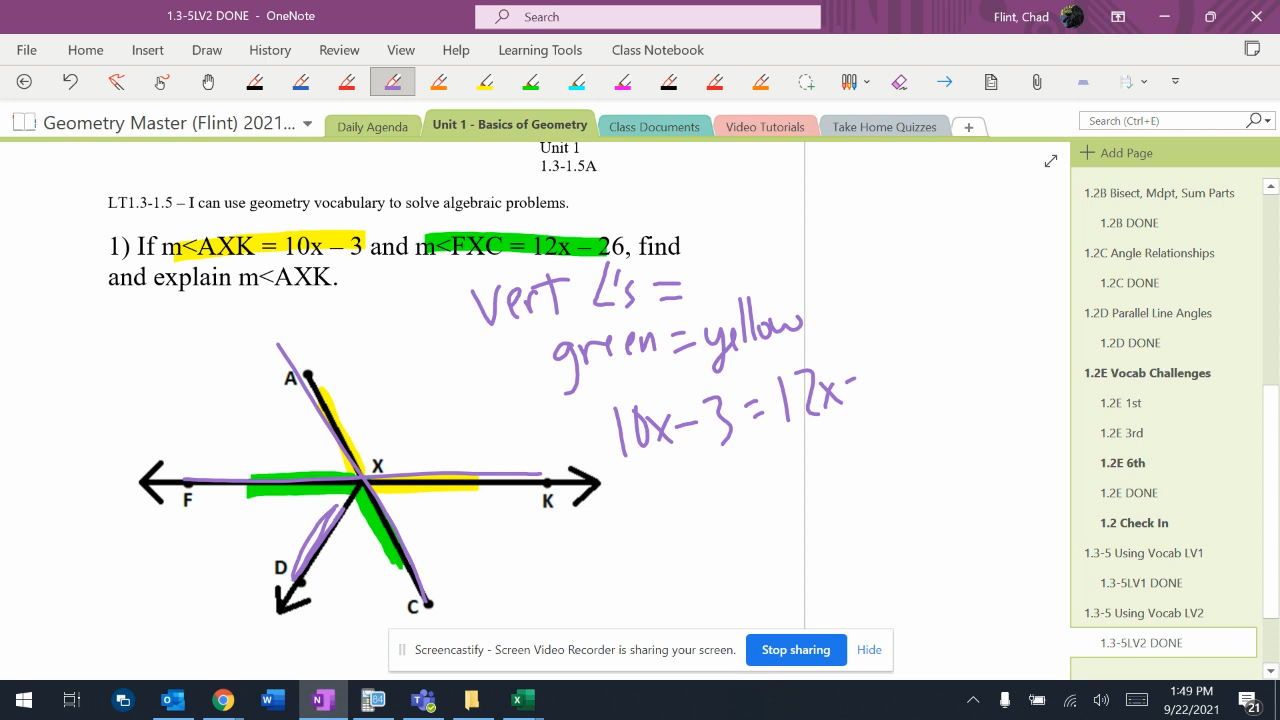 1.3-5LV2 DONE - OneNote
Search
Flint, Chad
File Home Insert Draw History Review View Help Learning Tools Class Notebook
Geometry Master (Flint) 2021...
Daily Agenda
Unit 1 - Basics of Geometry
Class Documents
Video Tutorials
Take Home Quizzes
Search (Ctrl+E)
Unit 1
1.3-1.5A
LT1.3-1.5 – I can use geometry vocabulary to solve algebraic problems.
1) If m<AXK = 10x – 3 and m<FXC = 12x – 26, find
and explain m<AXK.
vert ∠'s =
green = yellow
10x - 3 = 12x -
A
X
F
K
D
C
Add Page
1.2B Bisect, Mdpt, Sum Parts
1.2B DONE
1.2C Angle Relationships
1.2C DONE
1.2D Parallel Line Angles
1.2D DONE
1.2E Vocab Challenges
1.2E 1st
1.2E 3rd
1.2E 6th
1.2E DONE
1.2 Check In
1.3-5 Using Vocab LV1
1.3-5LV1 DONE
1.3-5 Using Vocab LV2
1.3-5LV2 DONE
Screencastify - Screen Video Recorder is sharing your screen.
Stop sharing
Hide
1:49 PM
9/22/2021
21